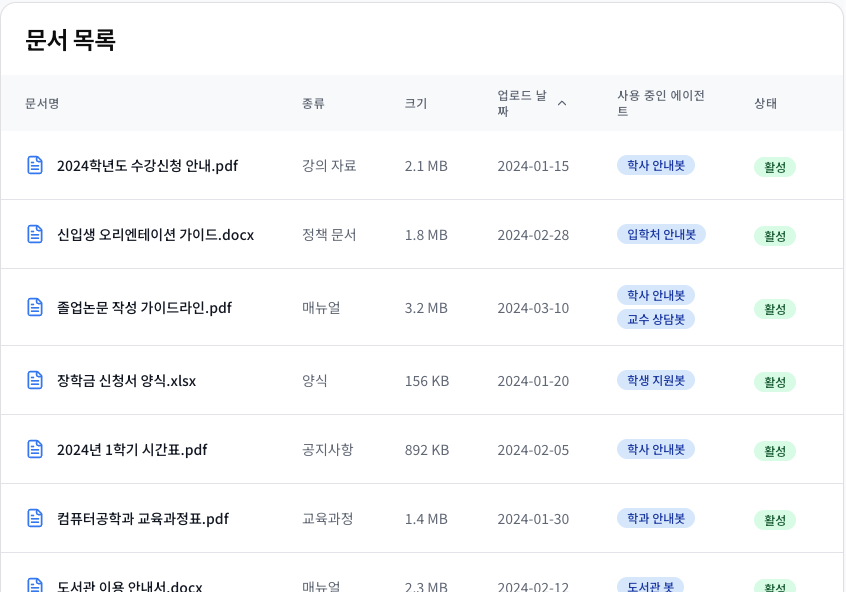 문서 목록
문서명 종류 크기 업로드 날짜 사용 중인 에이전트 상태
2024학년도 수강신청 안내.pdf 강의 자료 2.1 MB 2024-01-15 학사 안내봇 활성
신입생 오리엔테이션 가이드.docx 정책 문서 1.8 MB 2024-02-28 입학처 안내봇 활성
졸업논문 작성 가이드라인.pdf 매뉴얼 3.2 MB 2024-03-10 학사 안내봇 교수 상담봇 활성
장학금 신청서 양식.xlsx 양식 156 KB 2024-01-20 학생 지원봇 활성
2024년 1학기 시간표.pdf 공지사항 892 KB 2024-02-05 학사 안내봇 활성
컴퓨터공학과 교육과정표.pdf 교육과정 1.4 MB 2024-01-30 학과 안내봇 활성
도서관 이용 안내서.docx 매뉴얼 2.3 MB 2024-02-12 도서관 봇 활성